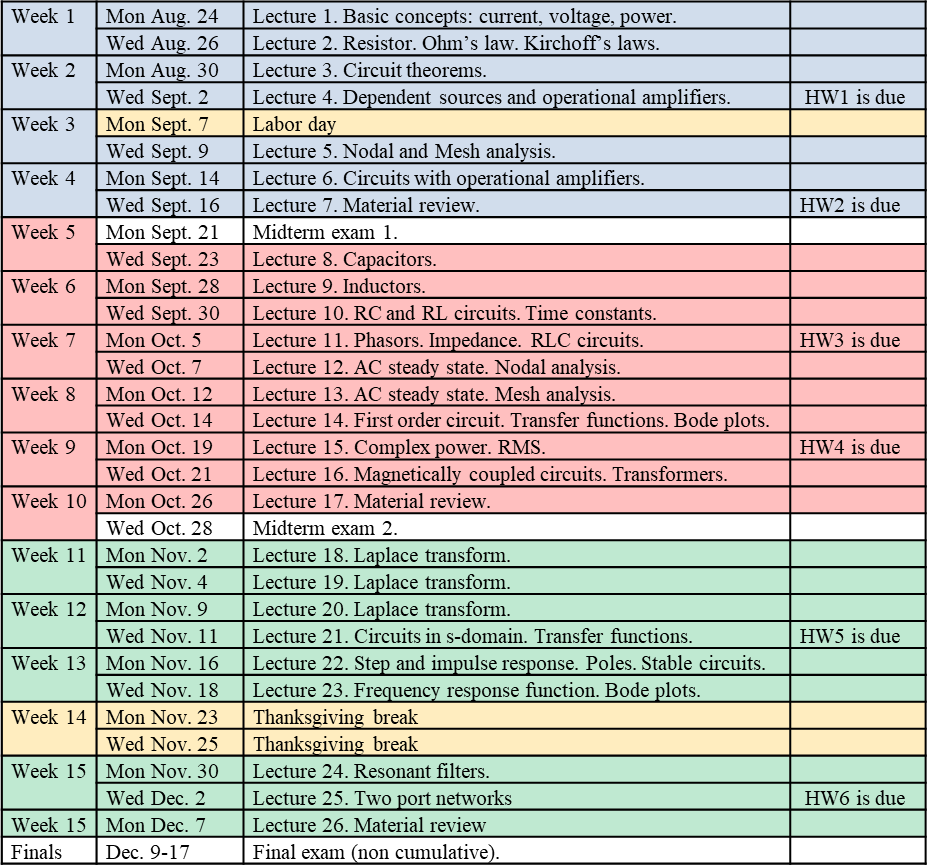 Week 1 Mon Aug. 24 Lecture 1. Basic concepts: current, voltage, power.
Wed Aug. 26 Lecture 2. Resistor. Ohm’s law. Kirchoff’s laws.
Week 2 Mon Aug. 30 Lecture 3. Circuit theorems.
Wed Sept. 2 Lecture 4. Dependent sources and operational amplifiers. HW1 is due
Week 3 Mon Sept. 7 Labor day
Wed Sept. 9 Lecture 5. Nodal and Mesh analysis.
Week 4 Mon Sept. 14 Lecture 6. Circuits with operational amplifiers.
Wed Sept. 16 Lecture 7. Material review. HW2 is due
Week 5 Mon Sept. 21 Midterm exam 1.
Wed Sept. 23 Lecture 8. Capacitors.
Week 6 Mon Sept. 28 Lecture 9. Inductors.
Wed Sept. 30 Lecture 10. RC and RL circuits. Time constants.
Week 7 Mon Oct. 5 Lecture 11. Phasors. Impedance. RLC circuits. HW3 is due
Wed Oct. 7 Lecture 12. AC steady state. Nodal analysis.
Week 8 Mon Oct. 12 Lecture 13. AC steady state. Mesh analysis.
Wed Oct. 14 Lecture 14. First order circuit. Transfer functions. Bode plots.
Week 9 Mon Oct. 19 Lecture 15. Complex power. RMS. HW4 is due
Wed Oct. 21 Lecture 16. Magnetically coupled circuits. Transformers.
Week 10 Mon Oct. 26 Lecture 17. Material review.
Wed Oct. 28 Midterm exam 2.
Week 11 Mon Nov. 2 Lecture 18. Laplace transform.
Wed Nov. 4 Lecture 19. Laplace transform.
Week 12 Mon Nov. 9 Lecture 20. Laplace transform.
Wed Nov. 11 Lecture 21. Circuits in s-domain. Transfer functions. HW5 is due
Week 13 Mon Nov. 16 Lecture 22. Step and impulse response. Poles. Stable circuits.
Wed Nov. 18 Lecture 23. Frequency response function. Bode plots.
Week 14 Mon Nov. 23 Thanksgiving break
Wed Nov. 25 Thanksgiving break
Week 15 Mon Nov. 30 Lecture 24. Resonant filters.
Wed Dec. 2 Lecture 25. Two port networks HW6 is due
Week 15 Mon Dec. 7 Lecture 26. Material review
Finals Dec. 9-17 Final exam (non cumulative).